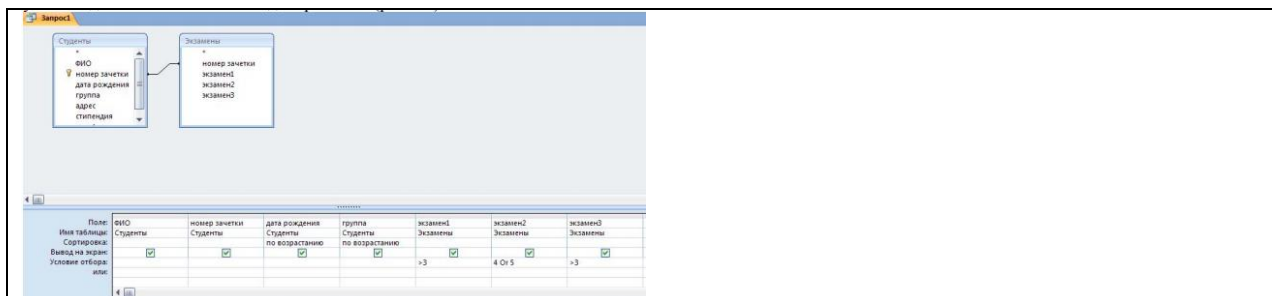 Запрос1
Студенты
*
ФИО
номер зачетки
дата рождения
группа
адрес
стипендия
Экзамены
*
номер зачетки
экзамен1
экзамен2
экзамен3
Поле: ФИО номер зачетки дата рождения группа экзамен1 экзамен2 экзамен3
Имя таблицы: Студенты Студенты Студенты Студенты Экзамены Экзамены Экзамены
Сортировка: по возрастанию по возрастанию
Вывод на экран:
Условие отбора: >3 4 Or 5 >3
или: